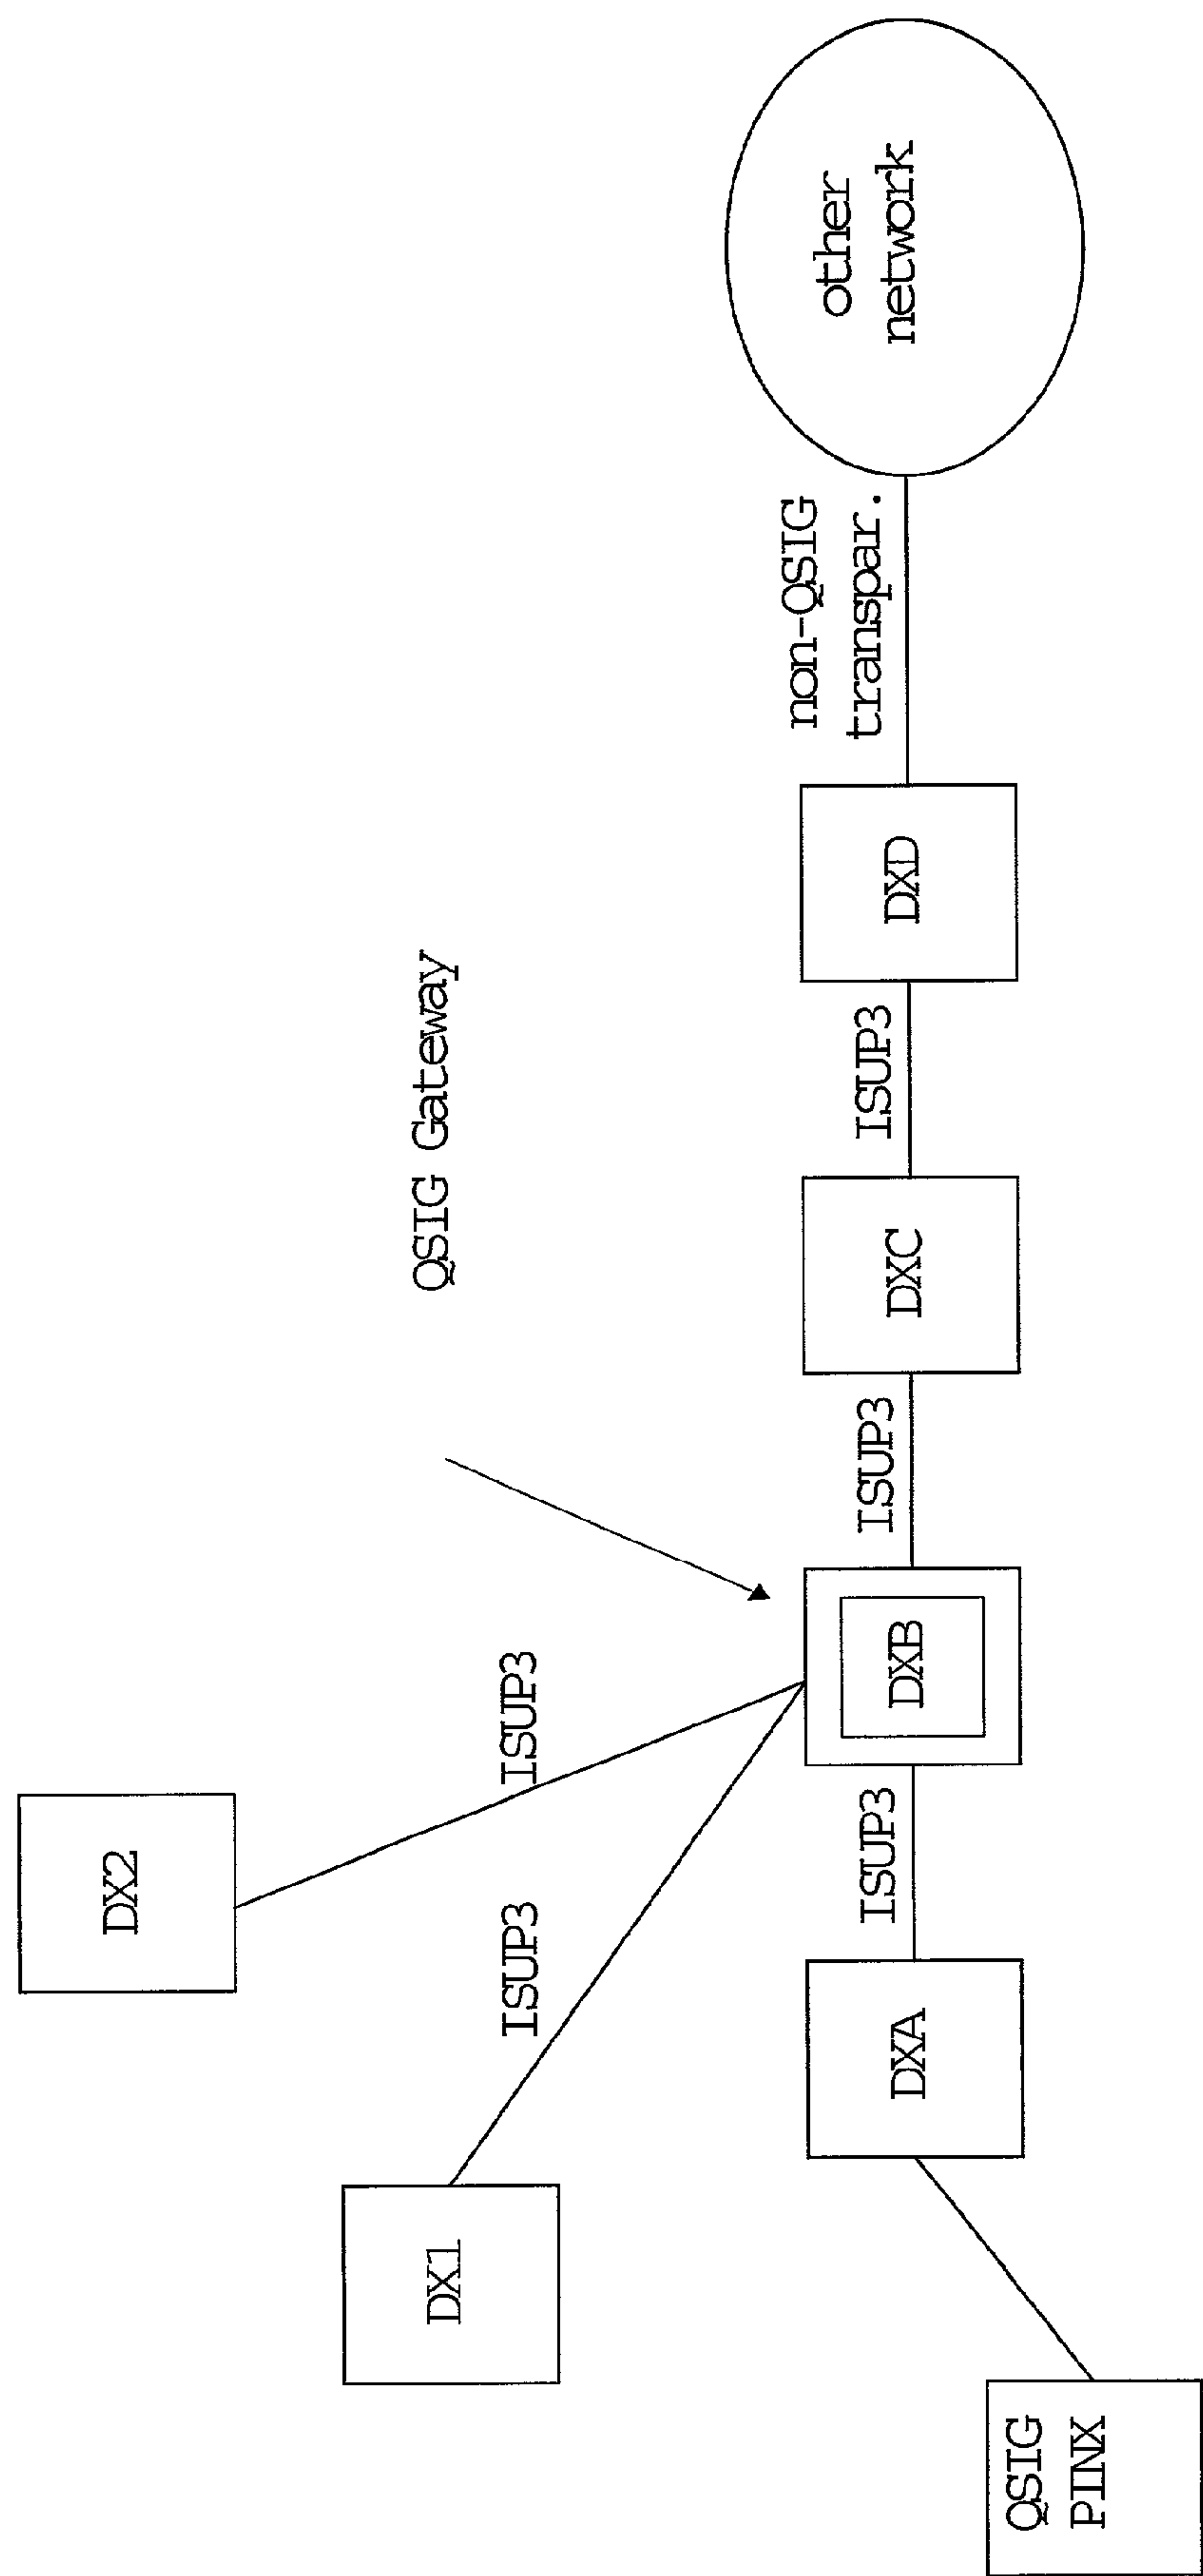 DX2
ISUP3
DX1
ISUP3
QSIG Gateway
QSIG
PINX
DXA
ISUP3
DXB
ISUP3
DXC
ISUP3
DXD
non-QSIG
transpar.
other
network